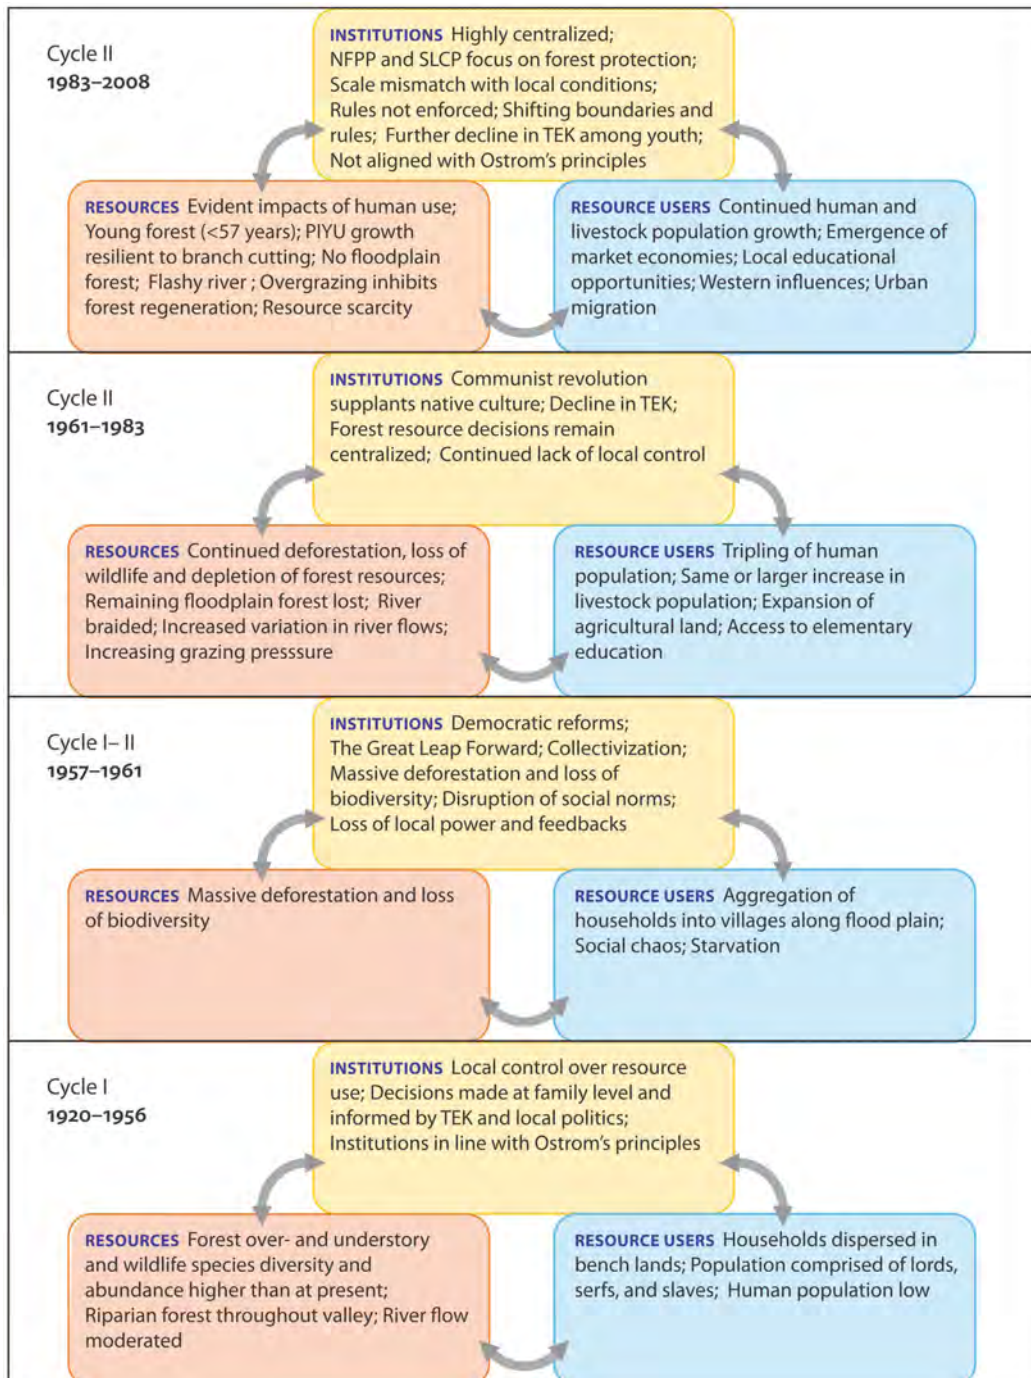 Cycle II
1983–2008
INSTITUTIONS Highly centralized;
NFPP and SLCP focus on forest protection;
Scale mismatch with local conditions;
Rules not enforced; Shifting boundaries and
rules; Further decline in TEK among youth;
Not aligned with Ostrom's principles
RESOURCES Evident impacts of human use;
Young forest (<57 years); PIYU growth
resilient to branch cutting; No floodplain
forest; Flashy river ; Overgrazing inhibits
forest regeneration; Resource scarcity
RESOURCE USERS Continued human and
livestock population growth; Emergence of
market economies; Local educational
opportunities; Western influences; Urban
migration
Cycle II
1961–1983
INSTITUTIONS Communist revolution
supplants native culture; Decline in TEK;
Forest resource decisions remain
centralized; Continued lack of local control
RESOURCES Continued deforestation, loss of
wildlife and depletion of forest resources;
Remaining floodplain forest lost; River
braided; Increased variation in river flows;
Increasing grazing presssure
RESOURCE USERS Tripling of human
population; Same or larger increase in
livestock population; Expansion of
agricultural land; Access to elementary
education
Cycle I– II
1957–1961
INSTITUTIONS Democratic reforms;
The Great Leap Forward; Collectivization;
Massive deforestation and loss of
biodiversity; Disruption of social norms;
Loss of local power and feedbacks
RESOURCES Massive deforestation and loss
of biodiversity
RESOURCE USERS Aggregation of
households into villages along flood plain;
Social chaos; Starvation
Cycle I
1920–1956
INSTITUTIONS Local control over resource
use; Decisions made at family level and
informed by TEK and local politics;
Institutions in line with Ostrom's principles
RESOURCES Forest over- and understory
and wildlife species diversity and
abundance higher than at present;
Riparian forest throughout valley; River flow
moderated
RESOURCE USERS Households dispersed in
bench lands; Population comprised of lords,
serfs, and slaves; Human population low